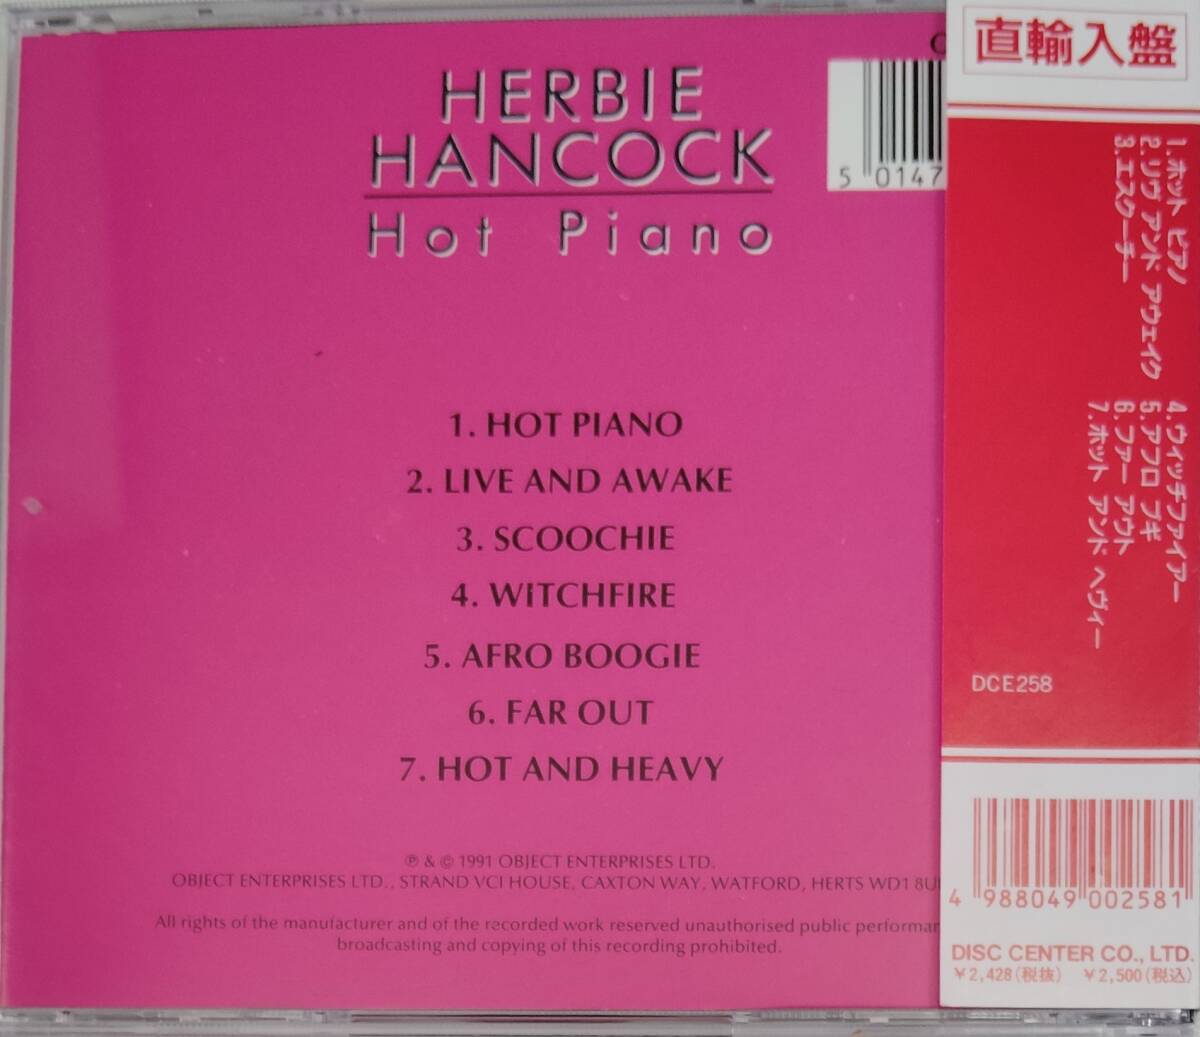 HERBIE
HANCOCK
Hot Piano
5 0147
1. HOT PIANO
2. LIVE AND AWAKE
3. SCOOCHIE
4. WITCHFIRE
5. AFRO BOOGIE
6. FAR OUT
7. HOT AND HEAVY
℗ & © 1991 OBJECT ENTERPRISES LTD.
OBJECT ENTERPRISES LTD., STRAND VCI HOUSE, CAXTON WAY, WATFORD, HERTS WD1 8U
All rights of the manufacturer and of the recorded work reserved unauthorised public performa
broadcasting and copying of this recording prohibited.
直輸入盤
1.ホット ピアノ
2.リヴ アンド アウェイク
3.エスクーチー
4.ウィッチファイアー
5.アフロ ブギ
6.ファー アウト
7.ホット アンド ヘヴィー
DCE258
4 988049 002581
DISC CENTER CO., LTD.
¥2,428(税抜) ¥2,500(税込)